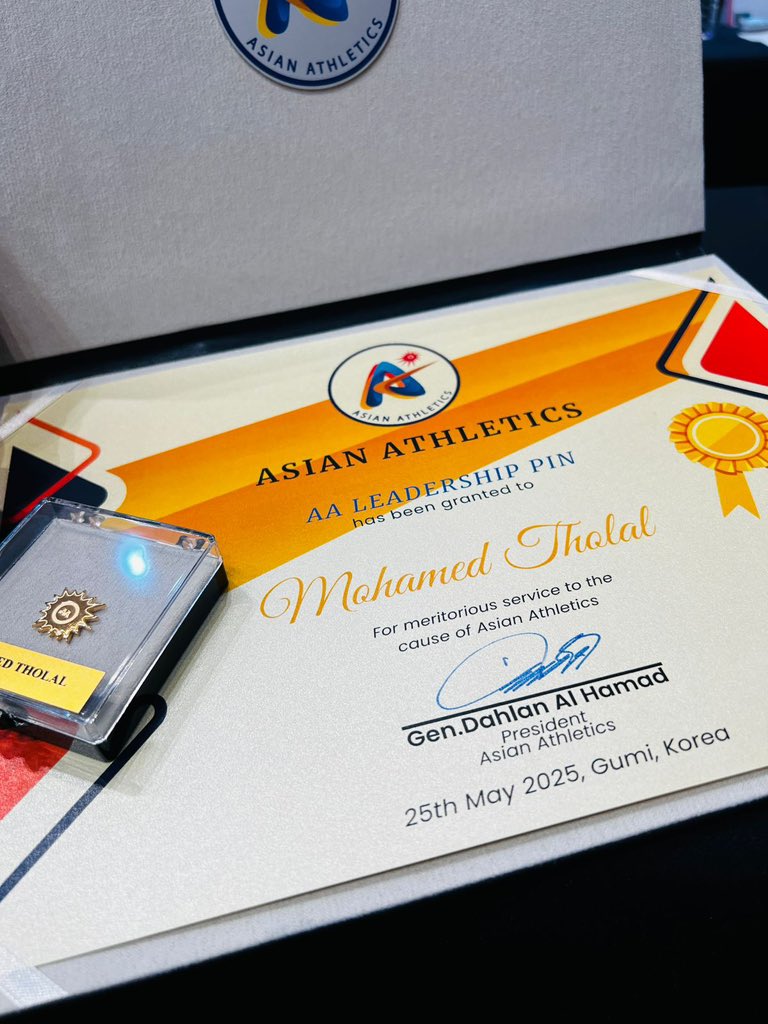 ASIAN ATHLETICS
ASIAN ATHLETICS
ASIAN ATHLETICS
AA LEADERSHIP PIN
has been granted to
Mohamed Tholal
For meritorious service to the
cause of Asian Athletics
Gen.Dahlan Al Hamad
President
Asian Athletics
25th May 2025, Gumi, Korea
AA
ED THOLAL